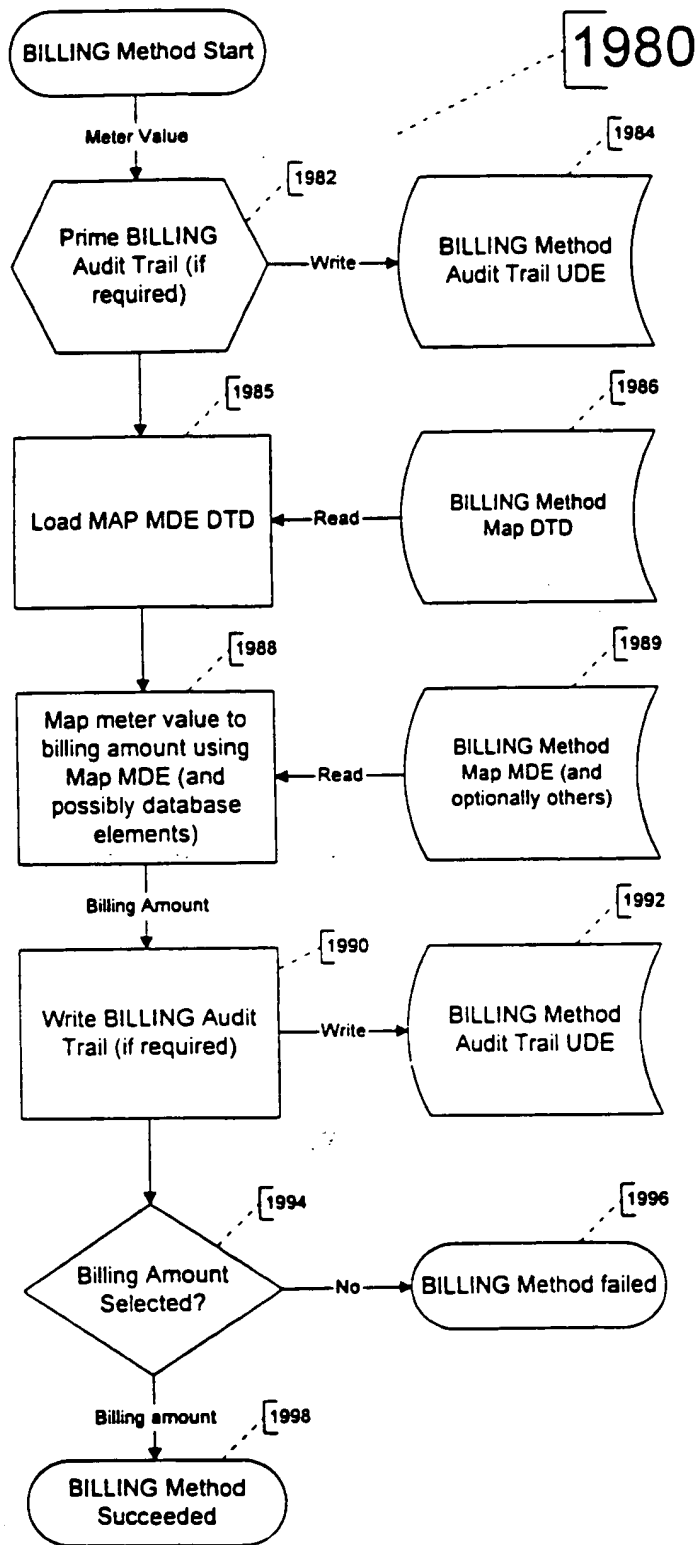 BILLING Method Start
1980
Meter Value
1984
1982
Prime BILLING
Audit Trail (if
required)
Write
BILLING Method
Audit Trail UDE
1985
1986
Load MAP MDE DTD
Read
BILLING Method
Map DTD
1988
1989
Map meter value to
billing amount using
Map MDE (and
possibly database
elements)
Read
BILLING Method
Map MDE (and
optionally others)
Billing Amount
1992
1990
Write BILLING Audit
Trail (if required)
Write
BILLING Method
Audit Trail UDE
1994
1996
Billing Amount
Selected?
No
BILLING Method failed
Billing amount
1998
BILLING Method
Succeeded